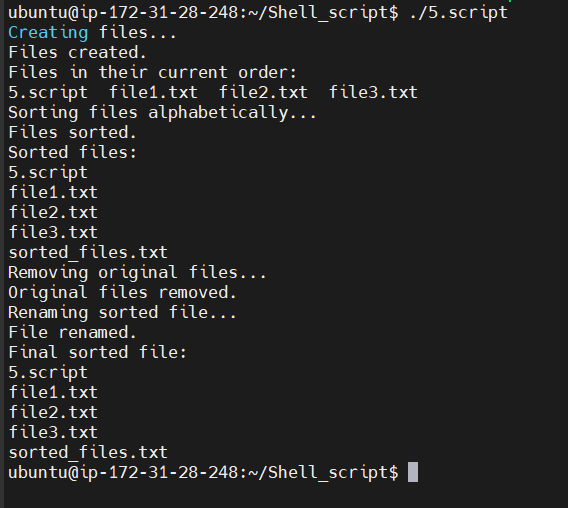 ubuntu@ip-172-31-28-248:~/Shell_script$ ./5.script
Creating files...
Files created.
Files in their current order:
5.script  file1.txt  file2.txt  file3.txt
Sorting files alphabetically...
Files sorted.
Sorted files:
5.script
file1.txt
file2.txt
file3.txt
sorted_files.txt
Removing original files...
Original files removed.
Renaming sorted file...
File renamed.
Final sorted file:
5.script
file1.txt
file2.txt
file3.txt
sorted_files.txt
ubuntu@ip-172-31-28-248:~/Shell_script$